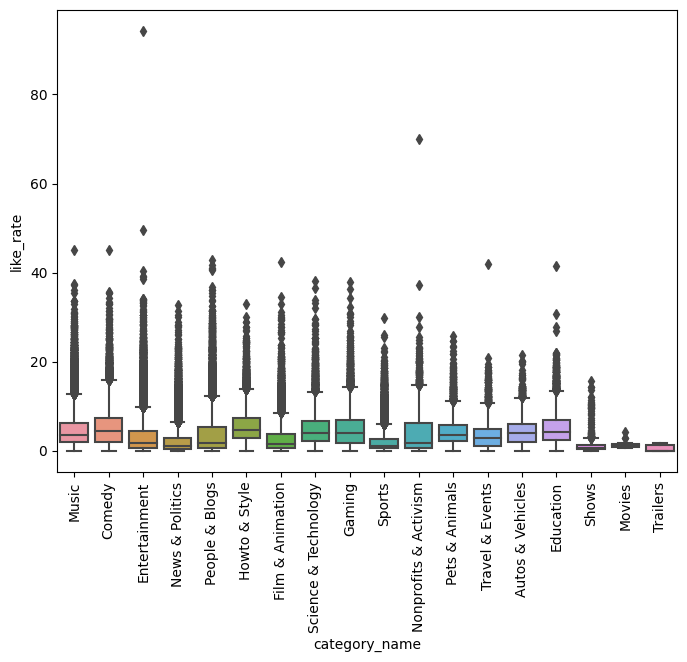 80
60
40
20
0
like_rate
Music
Comedy
Entertainment
News & Politics
People & Blogs
Howto & Style
Film & Animation
Science & Technology
Gaming
Sports
Nonprofits & Activism
Pets & Animals
Travel & Events
Autos & Vehicles
Education
Shows
Movies
Trailers
category_name